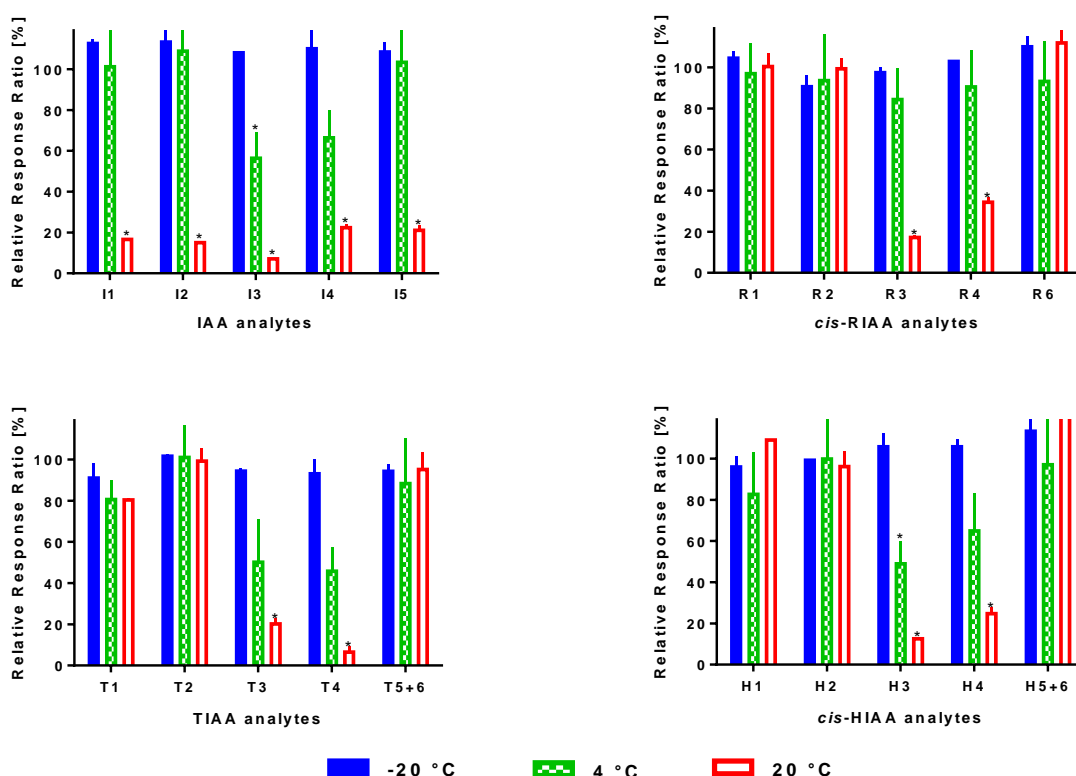 Relative Response Ratio [%]
100
80
60
40
20
0
* * * * * *
I1 I2 I3 I4 I5
IAA analytes
Relative Response Ratio [%]
100
80
60
40
20
0
* *
R1 R2 R3 R4 R6
cis-RIAA analytes
Relative Response Ratio [%]
100
80
60
40
20
0
* *
T1 T2 T3 T4 T5+6
TIAA analytes
Relative Response Ratio [%]
100
80
60
40
20
0
* * *
H1 H2 H3 H4 H5+6
cis-HIAA analytes
-20 °C 4 °C 20 °C